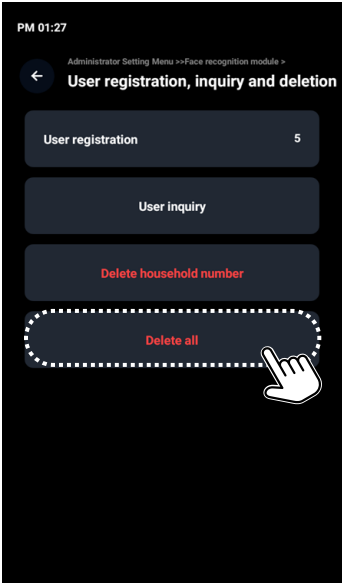 PM 01:27
Administrator Setting Menu >>Face recognition module >
User registration, inquiry and deletion
User registration 5
User inquiry
Delete household number
Delete all